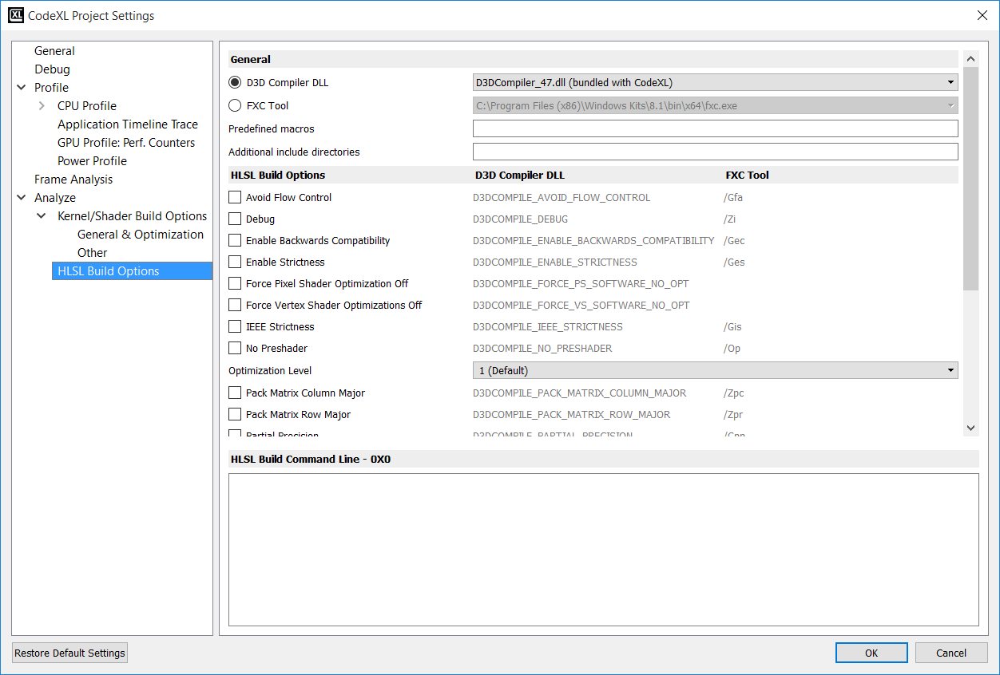 XL CodeXL Project Settings
General
Debug
Profile
CPU Profile
Application Timeline Trace
GPU Profile: Perf. Counters
Power Profile
Frame Analysis
Analyze
Kernel/Shader Build Options
General & Optimization
Other
HLSL Build Options
General
D3D Compiler DLL D3DCompiler_47.dll (bundled with CodeXL)
FXC Tool C:\Program Files (x86)\Windows Kits\8.1\bin\x64\fxc.exe
Predefined macros
Additional include directories
HLSL Build Options D3D Compiler DLL FXC Tool
Avoid Flow Control D3DCOMPILE_AVOID_FLOW_CONTROL /Gfa
Debug D3DCOMPILE_DEBUG /Zi
Enable Backwards Compatibility D3DCOMPILE_ENABLE_BACKWARDS_COMPATIBILITY /Gec
Enable Strictness D3DCOMPILE_ENABLE_STRICTNESS /Ges
Force Pixel Shader Optimization Off D3DCOMPILE_FORCE_PS_SOFTWARE_NO_OPT
Force Vertex Shader Optimizations Off D3DCOMPILE_FORCE_VS_SOFTWARE_NO_OPT
IEEE Strictness D3DCOMPILE_IEEE_STRICTNESS /Gis
No Preshader D3DCOMPILE_NO_PRESHADER /Op
Optimization Level 1 (Default)
Pack Matrix Column Major D3DCOMPILE_PACK_MATRIX_COLUMN_MAJOR /Zpc
Pack Matrix Row Major D3DCOMPILE_PACK_MATRIX_ROW_MAJOR /Zpr
Partial Precision D3DCOMPILE_PARTIAL_PRECISION /Gpp
HLSL Build Command Line - 0X0
Restore Default Settings
OK Cancel